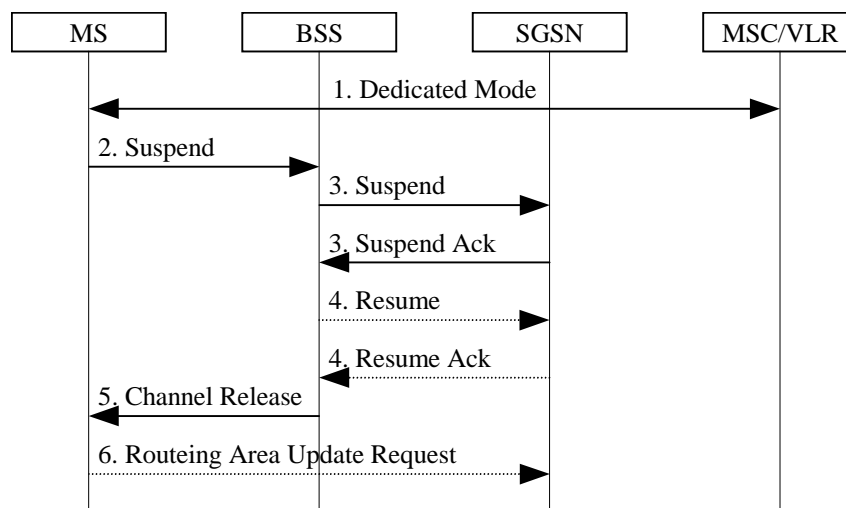 MS BSS SGSN MSC/VLR
1. Dedicated Mode
2. Suspend
3. Suspend
3. Suspend Ack
4. Resume
4. Resume Ack
5. Channel Release
6. Routeing Area Update Request